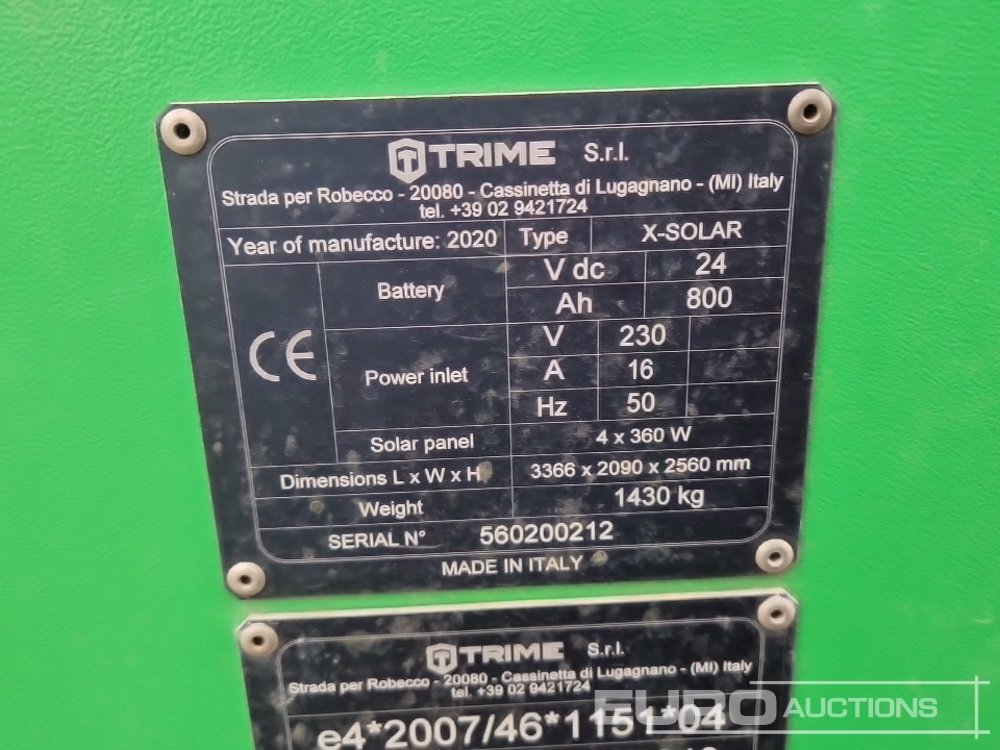 TRIME S.r.l.
Strada per Robecco - 20080 - Cassinetta di Lugagnano - (MI) Italy
tel. +39 02 9421724
Year of manufacture: 2020 Type X-SOLAR
Battery V dc 24
Ah 800
CE
Power inlet V 230
A 16
Hz 50
Solar panel 4 x 360 W
Dimensions L x W x H 3366 x 2090 x 2560 mm
Weight 1430 kg
SERIAL N° 560200212
MADE IN ITALY
TRIME S.r.l.
Strada per Robecco - 20080 - Cassinetta di Lugagnano - (MI) Italy
tel. +39 02 9421724
e4*2007/46*1151*04
EURO AUCTIONS